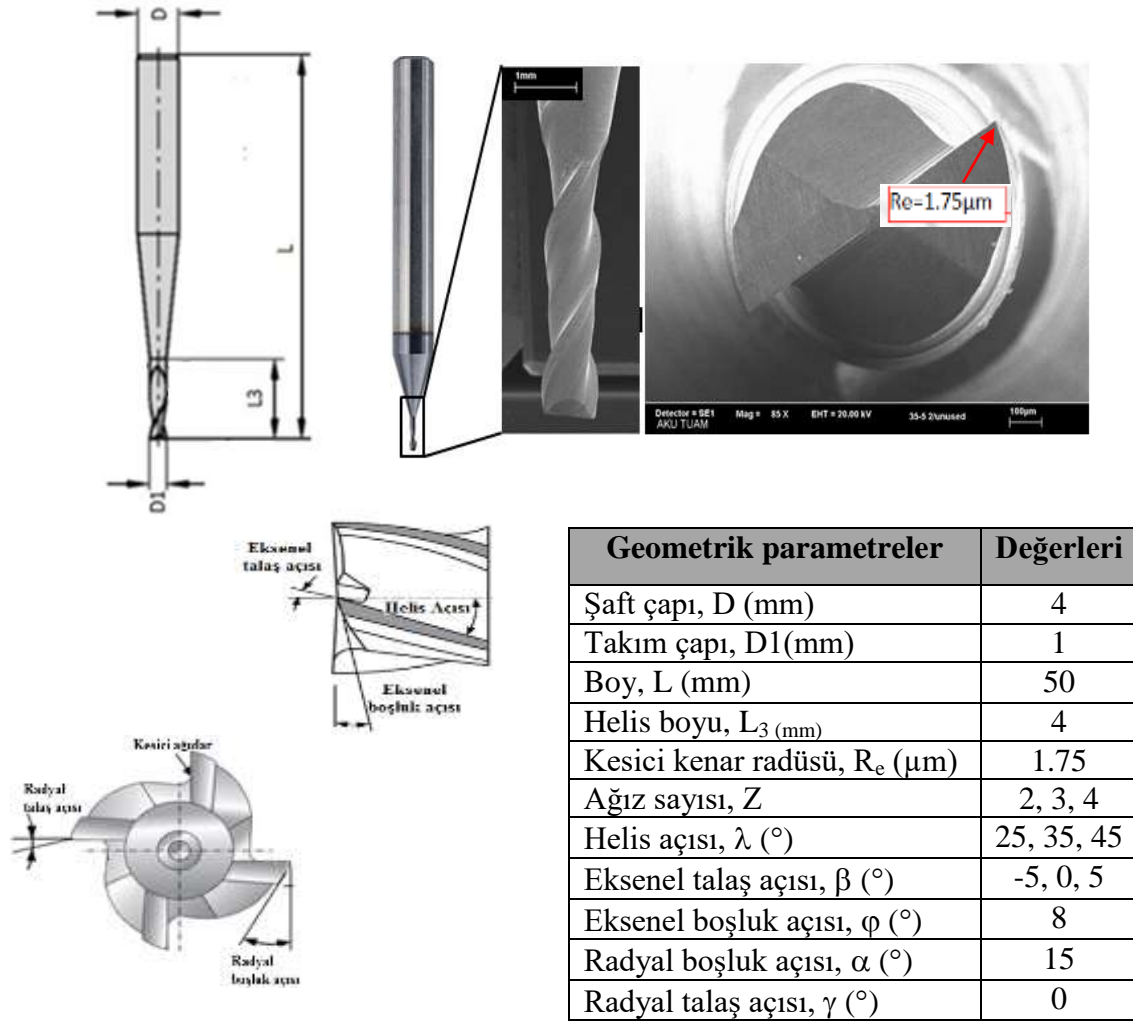 D
L
L3
D1
1mm
Re=1.75µm
Detector = SE1 Mag = 85 X EHT = 20.00 kV 35-5 2/unused 100µm
AKU TUAM
Eksenel
talaş açısı
Helis Açısı
Eksenel
boşluk açısı
Kesici ağızlar
Radyal
talaş açısı
Radyal
boşluk açısı
Geometrik parametreler Değerleri
Şaft çapı, D (mm) 4
Takım çapı, D1(mm) 1
Boy, L (mm) 50
Helis boyu, L3 (mm) 4
Kesici kenar radüsü, Re (µm) 1.75
Ağız sayısı, Z 2, 3, 4
Helis açısı, λ (°) 25, 35, 45
Eksenel talaş açısı, β (°) -5, 0, 5
Eksenel boşluk açısı, φ (°) 8
Radyal boşluk açısı, α (°) 15
Radyal talaş açısı, γ (°) 0